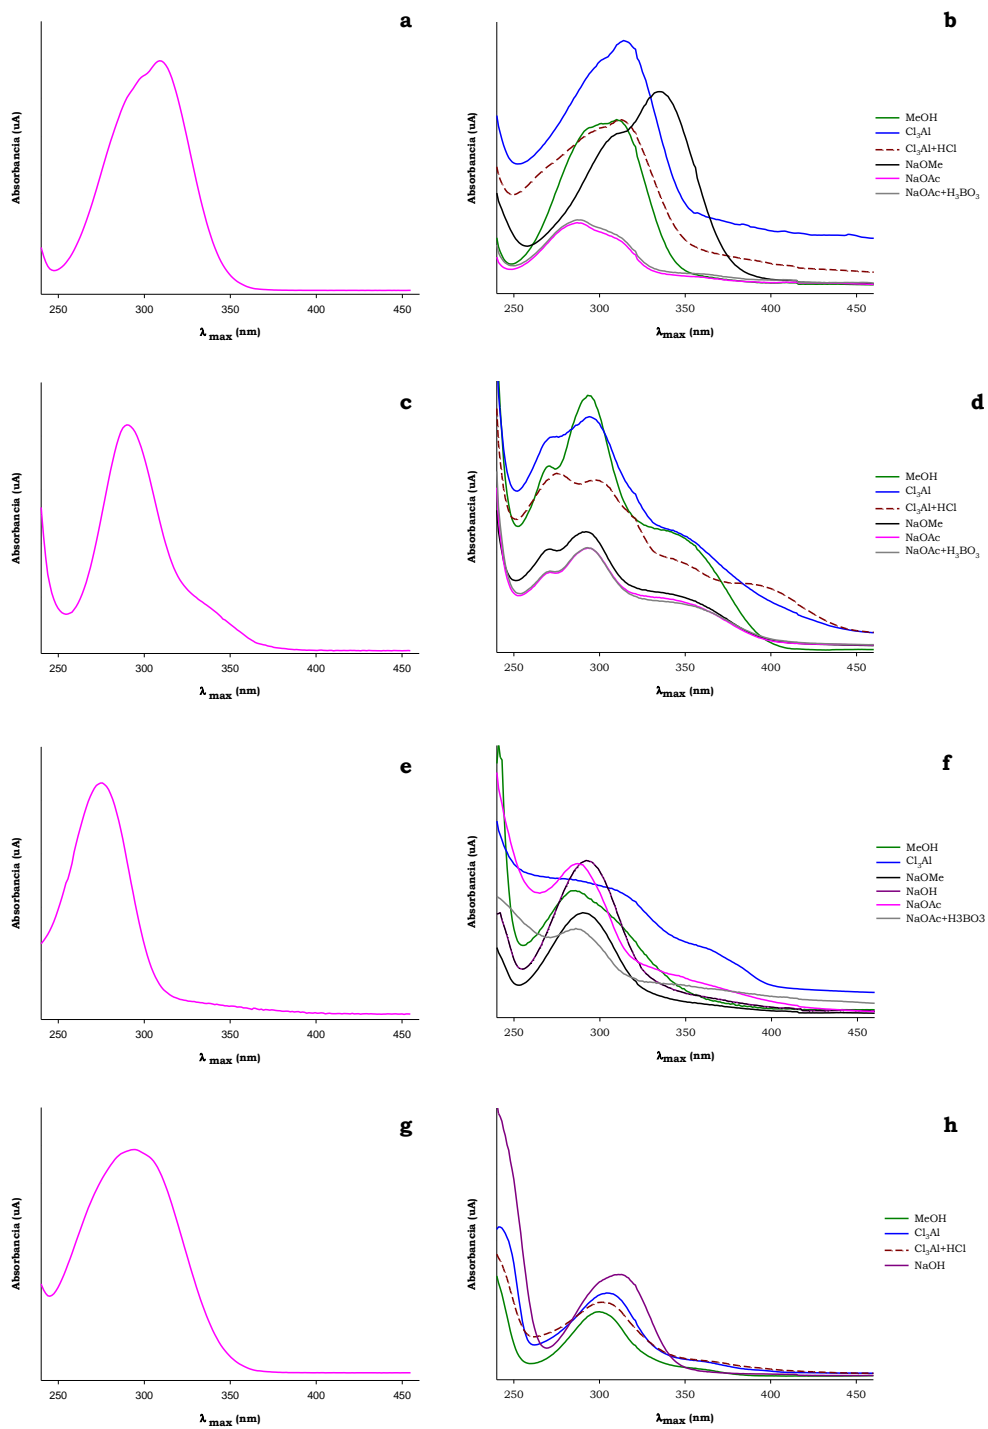 a
Absorbancia (uA)
250 300 350 400 450
λ max (nm)
b
Absorbancia (uA)
250 300 350 400 450
λmax (nm)
MeOH
Cl3Al
Cl3Al+HCl
NaOMe
NaOAc
NaOAc+H3BO3
c
Absorbancia (uA)
250 300 350 400 450
λ max (nm)
d
Absorbancia (uA)
250 300 350 400 450
λmax (nm)
MeOH
Cl3Al
Cl3Al+HCl
NaOMe
NaOAc
NaOAc+H3BO3
e
Absorbancia (uA)
250 300 350 400 450
λ max (nm)
f
Absorbancia (uA)
250 300 350 400 450
λmax (nm)
MeOH
Cl3Al
NaOMe
NaOH
NaOAc
NaOAc+H3BO3
g
Absorbancia (uA)
250 300 350 400 450
λ max (nm)
h
Absorbancia (uA)
250 300 350 400 450
λmax (nm)
MeOH
Cl3Al
Cl3Al+HCl
NaOH